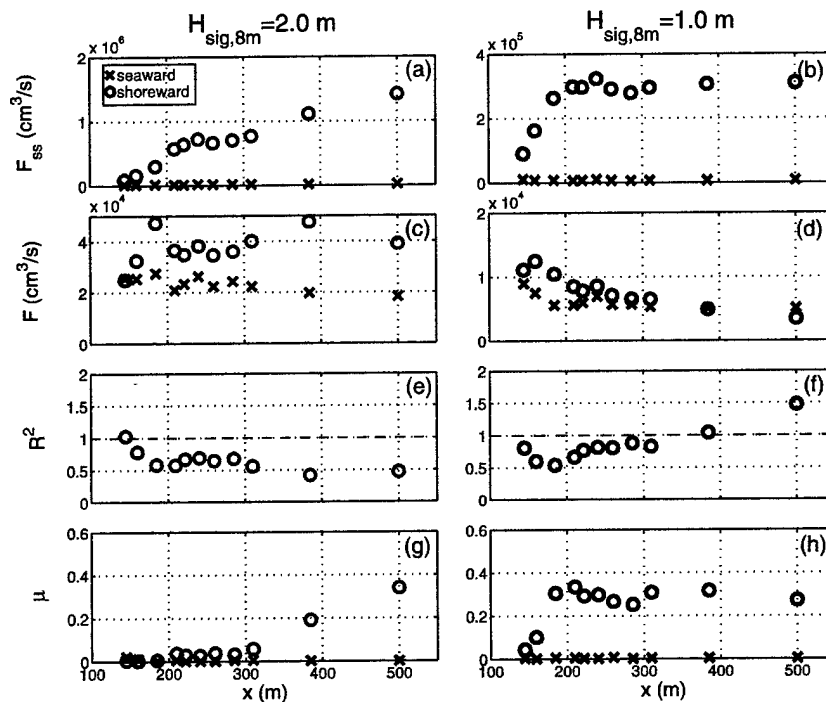 H_sig,8m=2.0 m
H_sig,8m=1.0 m
x 10^6
x 10^5
2
1
0
F_ss (cm^3/s)
seaward
shoreward
(a)
4
2
0
(b)
x 10^4
x 10^4
4
2
0
F (cm^3/s)
(c)
2
1
0
(d)
2
1.5
1
0.5
0
R^2
(e)
2
1.5
1
0.5
0
(f)
0.6
0.4
0.2
0
μ
(g)
0.6
0.4
0.2
0
(h)
100 200 300 400 500
x (m)
100 200 300 400 500
x (m)